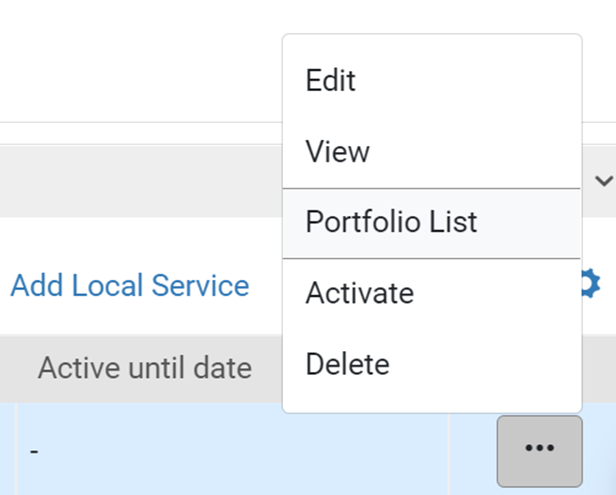 Edit
View
Portfolio List
Add Local Service
Activate
Active until date
Delete
-
...